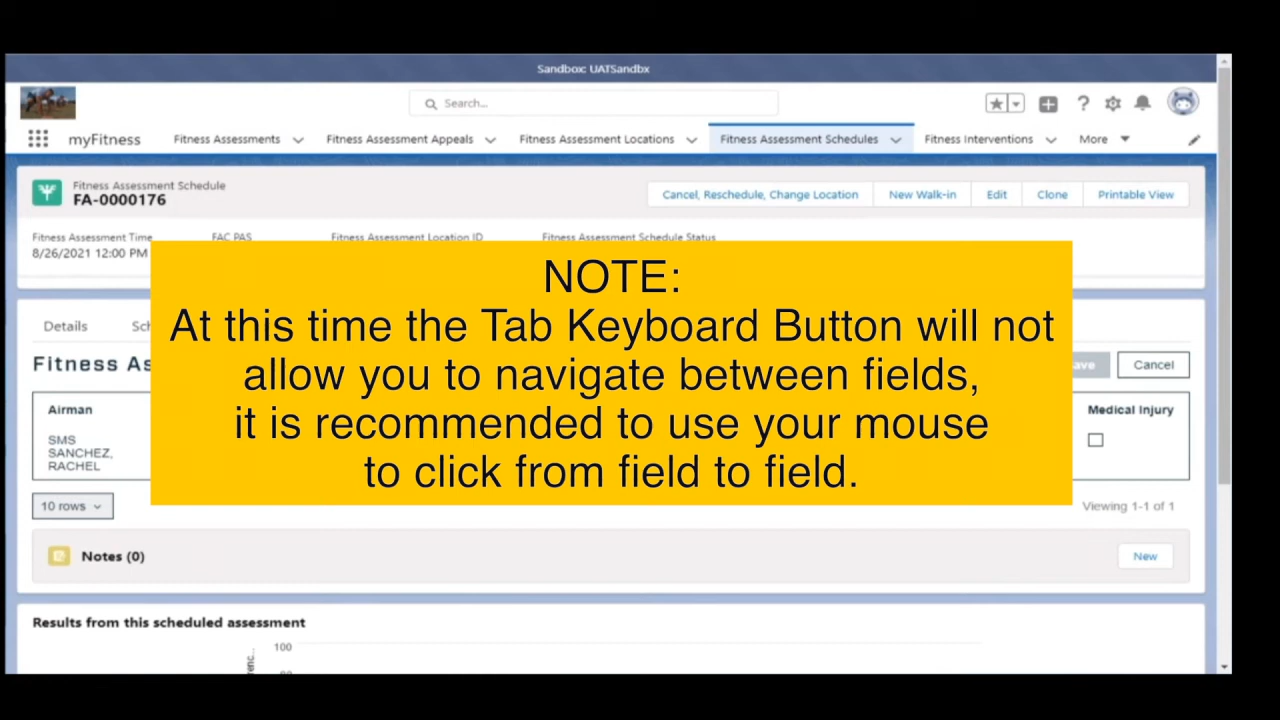 Sandbox: UATSandbx
Search...
myFitness
Fitness Assessments
Fitness Assessment Appeals
Fitness Assessment Locations
Fitness Assessment Schedules
Fitness Interventions
More
Fitness Assessment Schedule
FA-0000176
Cancel, Reschedule, Change Location
New Walk-in
Edit
Clone
Printable View
Fitness Assessment Time
FAC PAS
Fitness Assessment Location ID
Fitness Assessment Schedule Status
8/26/2021 12:00 PM
NOTE:
At this time the Tab Keyboard Button will not
allow you to navigate between fields,
it is recommended to use your mouse
to click from field to field.
Details
Fitness
Cancel
Airman
Medical Injury
SMS
SANCHEZ,
RACHEL
10 rows
Viewing 1-1 of 1
Notes (0)
New
Results from this scheduled assessment
100